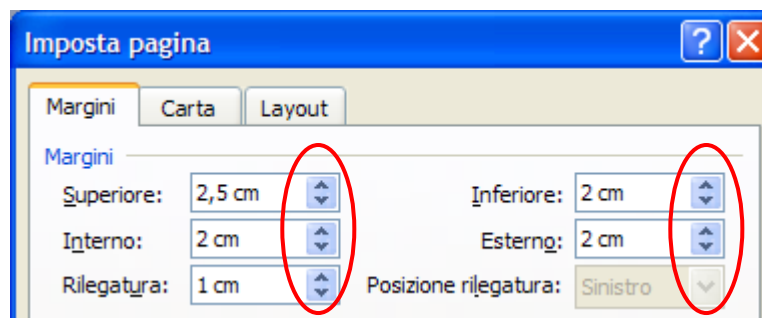 Imposta pagina
Margini Carta Layout
Margini
Superiore: 2,5 cm Inferiore: 2 cm
Interno: 2 cm Esterno: 2 cm
Rilegatura: 1 cm Posizione rilegatura: Sinistro